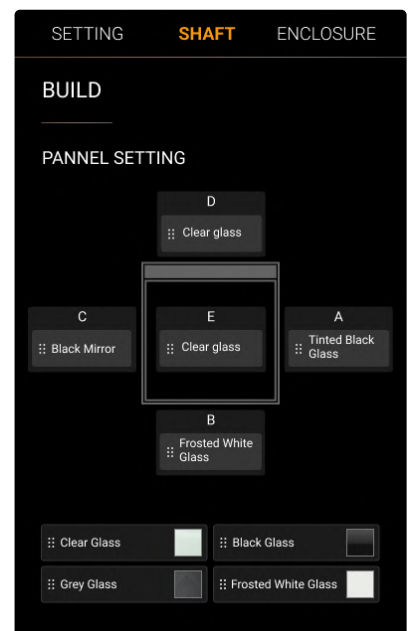 SETTING SHAFT ENCLOSURE
BUILD
PANNEL SETTING
D
Clear glass
C E A
Black Mirror Clear glass Tinted Black
Glass
B
Frosted White
Glass
Clear Glass Black Glass
Grey Glass Frosted White Glass